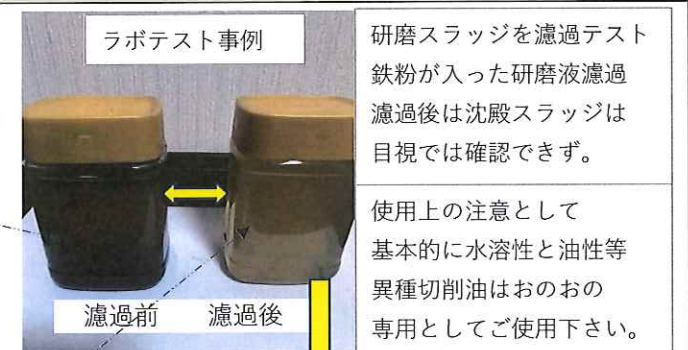 ラボテスト事例
濾過前
濾過後
研磨スラッジを濾過テスト
鉄粉が入った研磨液濾過
濾過後は沈殿スラッジは
目視では確認できず。
使用上の注意として
基本的に水溶性と油性等
異種切削油はおのおの
専用としてご使用下さい。